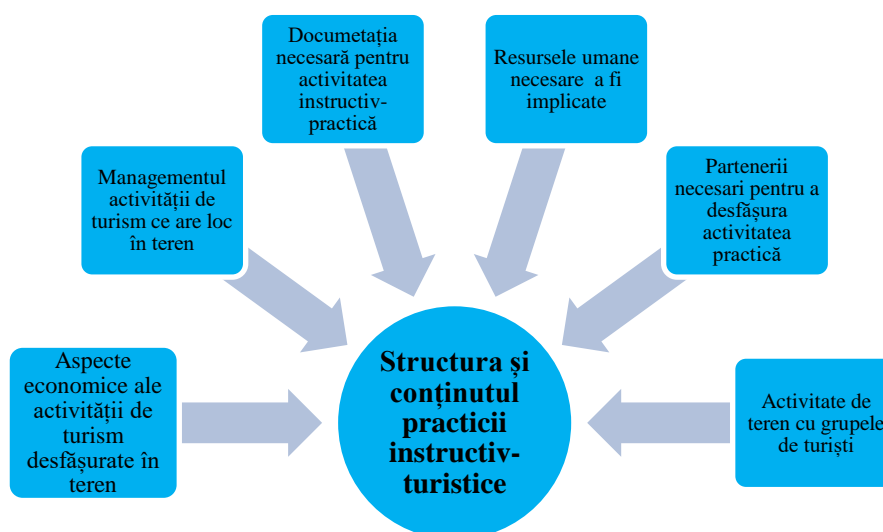 Documetația
necesară pentru
activitatea
instructiv-
practică
Resursele umane
necesare a fi
implicate
Managementul
activității de
turism ce are loc
în teren
Partenerii
necesari pentru a
desfășura
activitatea
practică
Aspecte
economice ale
activității de
turism
desfășurate în
teren
Structura și
conținutul
practicii
instructiv-
turistice
Activitate de
teren cu grupele
de turiști